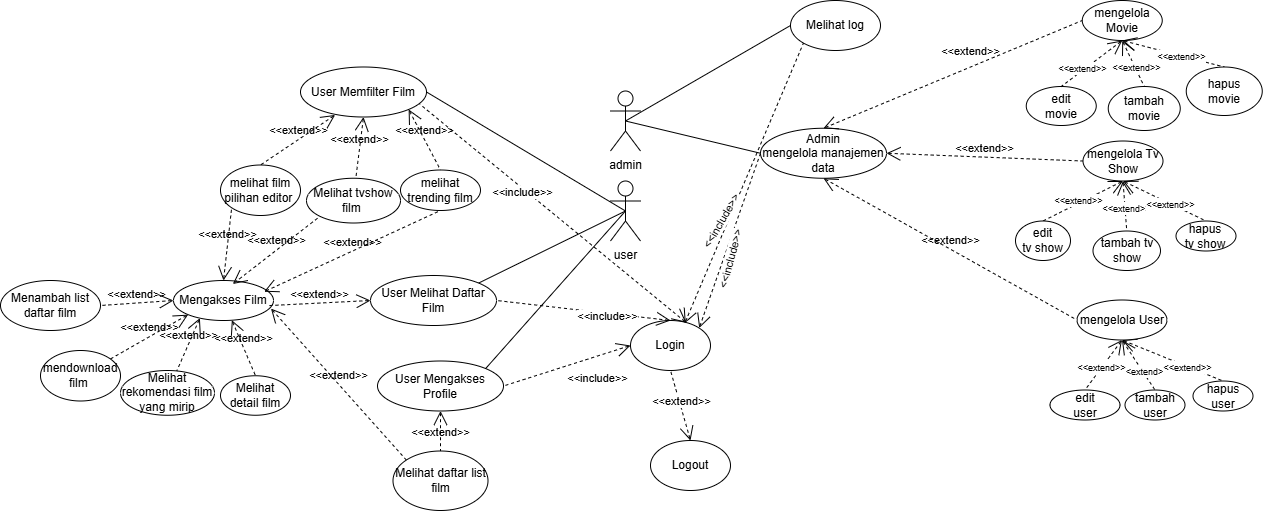 Melihat log
mengelola
Movie
<<extend>>
<<extend>>
<<extend>>
<<extend>>
edit
movie
tambah
movie
hapus
movie
User Memfilter Film
<<extend>>
<<extend>>
<<extend>>
admin
Admin
mengelola manajemen
data
<<extend>>
mengelola Tv
Show
<<extend>>
<<extend>>
<<extend>>
edit
tv show
tambah tv
show
hapus
tv show
melihat film
pilihan editor
Melihat tvshow
film
melihat
trending film
<<include>>
<<include>>
<<include>>
user
<<extend>>
<<extend>>
<<extend>>
<<extend>>
Menambah list
daftar film
<<extend>>
Mengakses Film
<<extend>>
User Melihat Daftar
Film
<<include>>
mengelola User
<<extend>>
<<extend>>
<<extend>>
edit
user
tambah
user
hapus
user
<<extend>>
<<extend>>
<<extend>>
mendownload
film
Melihat
rekomendasi film
yang mirip
Melihat
detail film
<<extend>>
User Mengakses
Profile
<<include>>
Login
<<extend>>
<<extend>>
Melihat daftar list
film
Logout